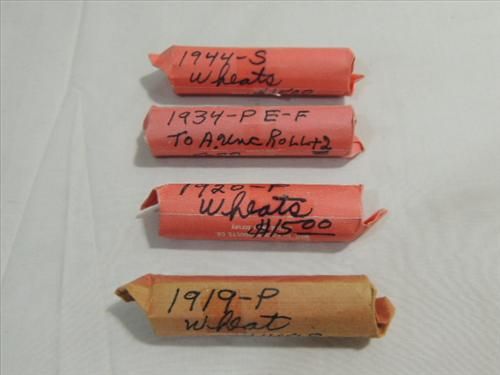 1944-S
Wheats
1934-P E-F
To A.Unc Roll+2
Wheats
$15.00
1919-P
Wheat